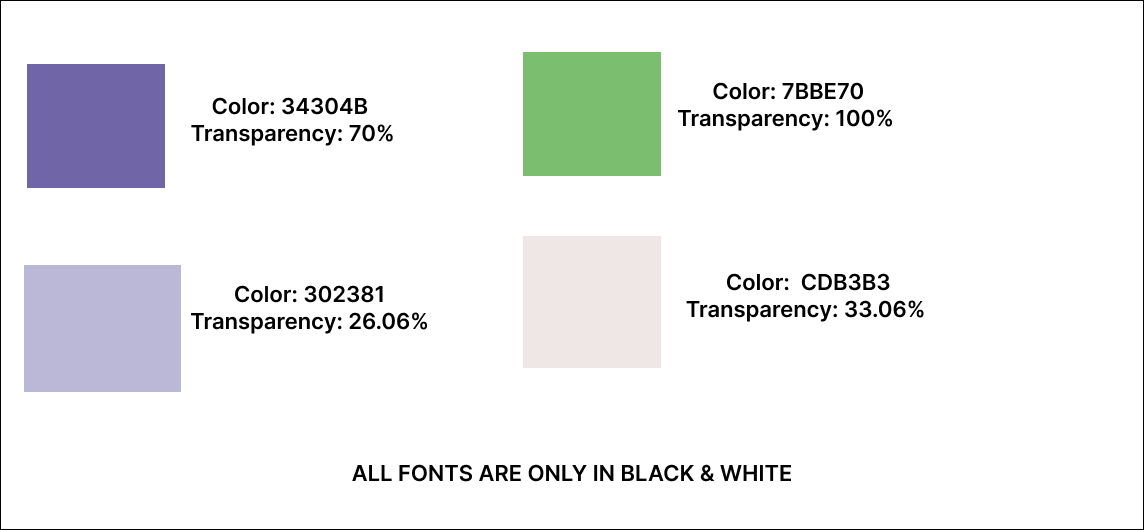 Color: 34304B
Transparency: 70%
Color: 7BBE70
Transparency: 100%
Color: 302381
Transparency: 26.06%
Color:  CDB3B3
Transparency: 33.06%
ALL FONTS ARE ONLY IN BLACK & WHITE